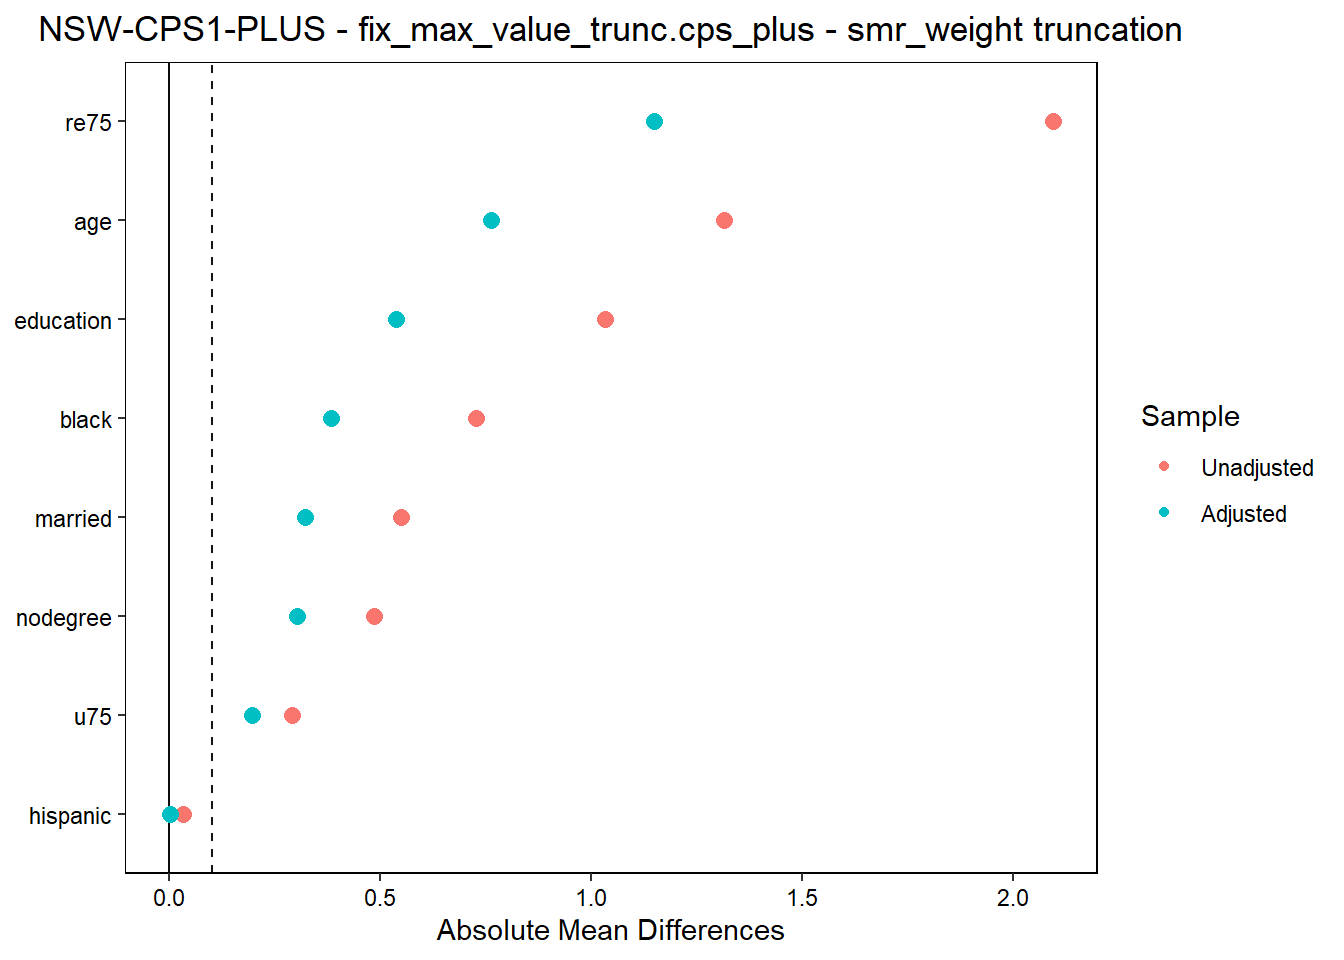 NSW-CPS1-PLUS - fix_max_value_trunc.cps_plus - smr_weight truncation
re75
age
education
black
married
nodegree
u75
hispanic
0.0 0.5 1.0 1.5 2.0
Absolute Mean Differences
Sample
Unadjusted
Adjusted